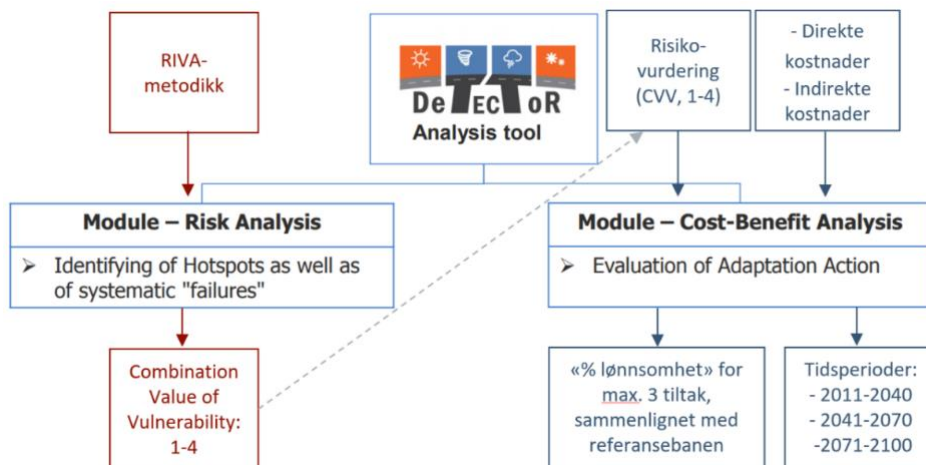 RIVA-
metodikk
DeTECToR
Analysis tool
Risiko-
vurdering
(CVV, 1-4)
- Direkte
kostnader
- Indirekte
kostnader
Module – Risk Analysis
➢ Identifying of Hotspots as well as
of systematic "failures"
Module – Cost-Benefit Analysis
➢ Evaluation of Adaptation Action
Combination
Value of
Vulnerability:
1-4
«% lønnsomhet» for
max. 3 tiltak,
sammenlignet med
referansebanen
Tidsperioder:
- 2011-2040
- 2041-2070
-2071-2100